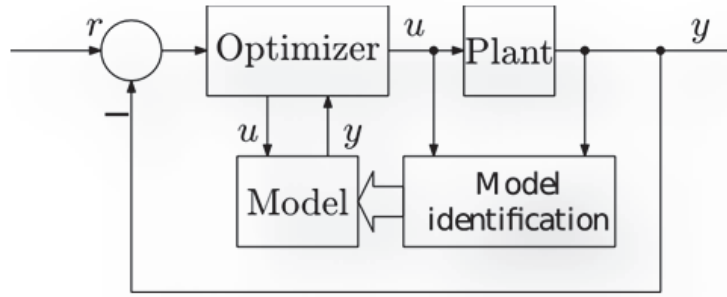 r
Optimizer
u
Plant
y
−
u
y
Model
Model
identification